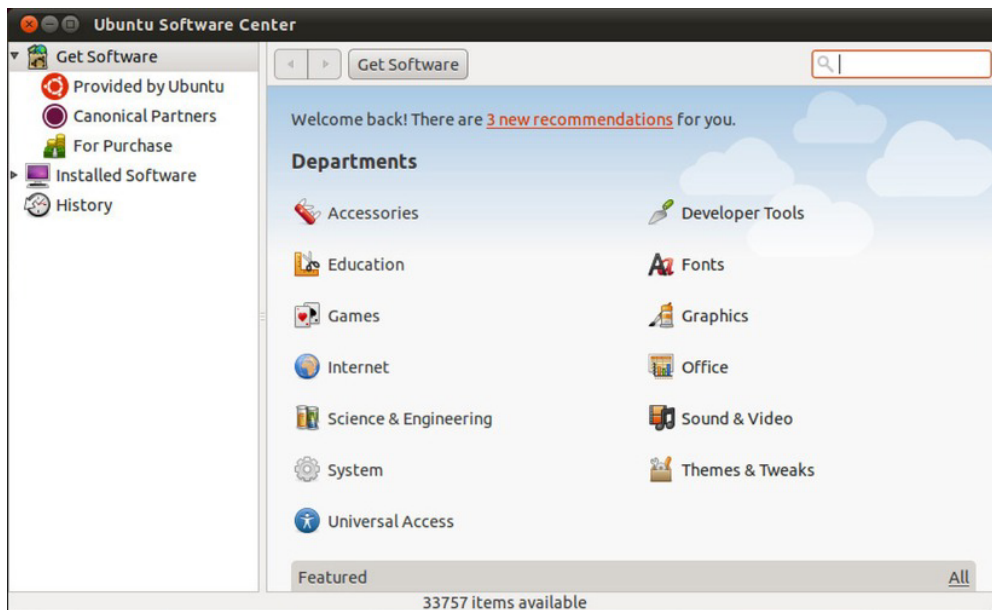 Ubuntu Software Center
Get Software
Provided by Ubuntu
Canonical Partners
For Purchase
Installed Software
History
Get Software
Welcome back! There are 3 new recommendations for you.
Departments
Accessories
Developer Tools
Education
Fonts
Games
Graphics
Internet
Office
Science & Engineering
Sound & Video
System
Themes & Tweaks
Universal Access
Featured All
33757 items available